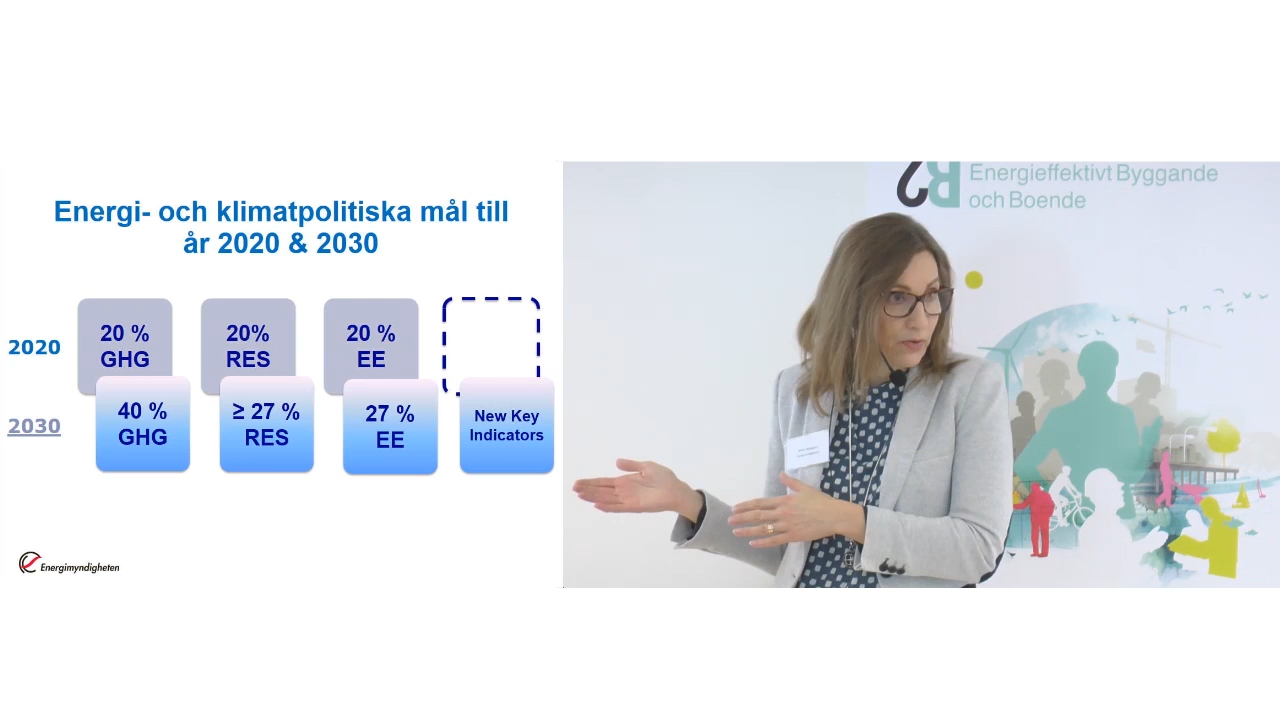 Energi- och klimatpolitiska mål till
år 2020 & 2030
2020
20 %
GHG
20%
RES
20 %
EE
2030
40 %
GHG
≥ 27 %
RES
27 %
EE
New Key
Indicators
Energimyndigheten
Energieffektivt Byggande
och Boende